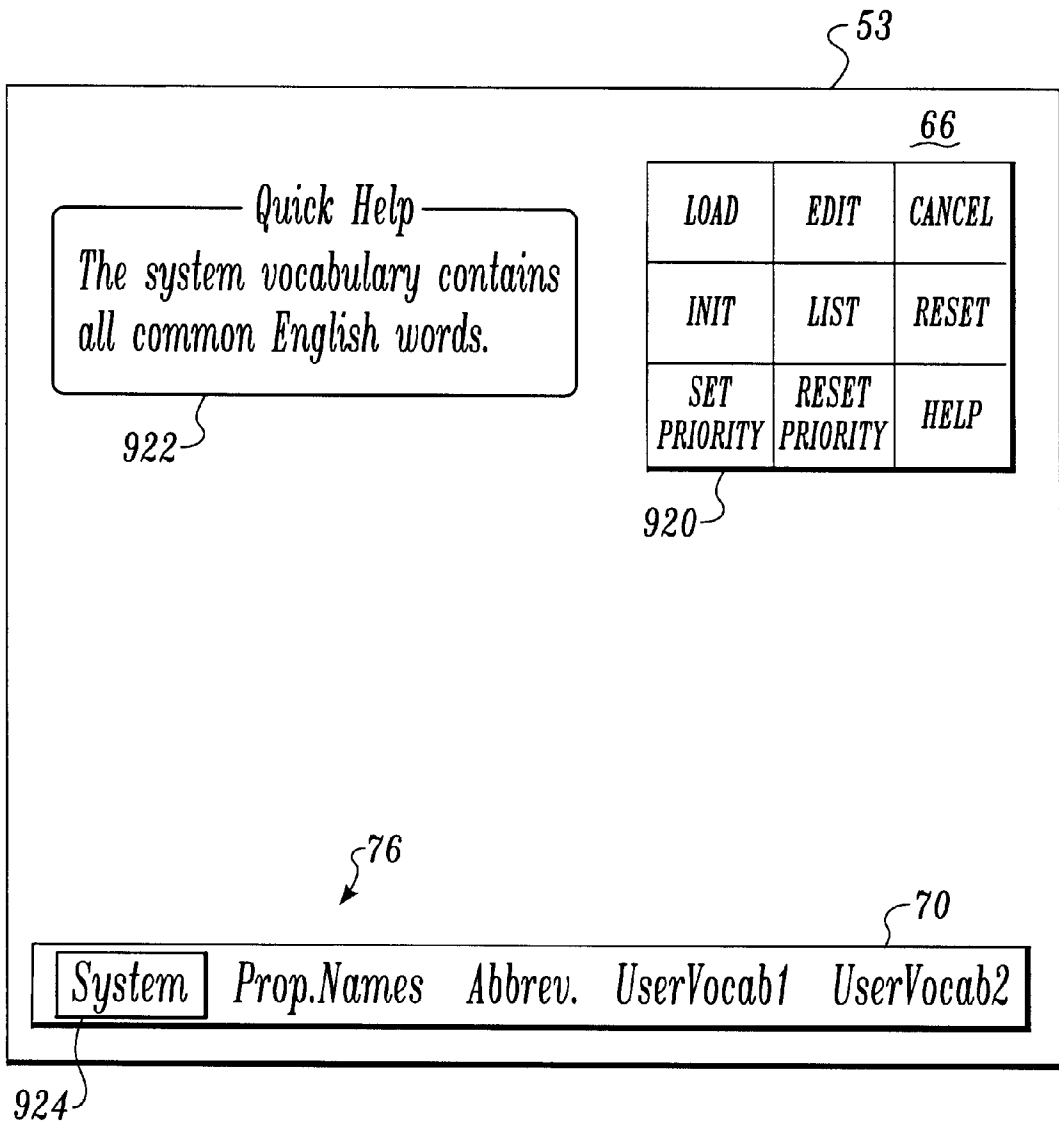 53
66
Quick Help
The system vocabulary contains
all common English words.
922
LOAD EDIT CANCEL
INIT LIST RESET
SET PRIORITY RESET PRIORITY HELP
920
76
70
System Prop.Names Abbrev. UserVocab1 UserVocab2
924